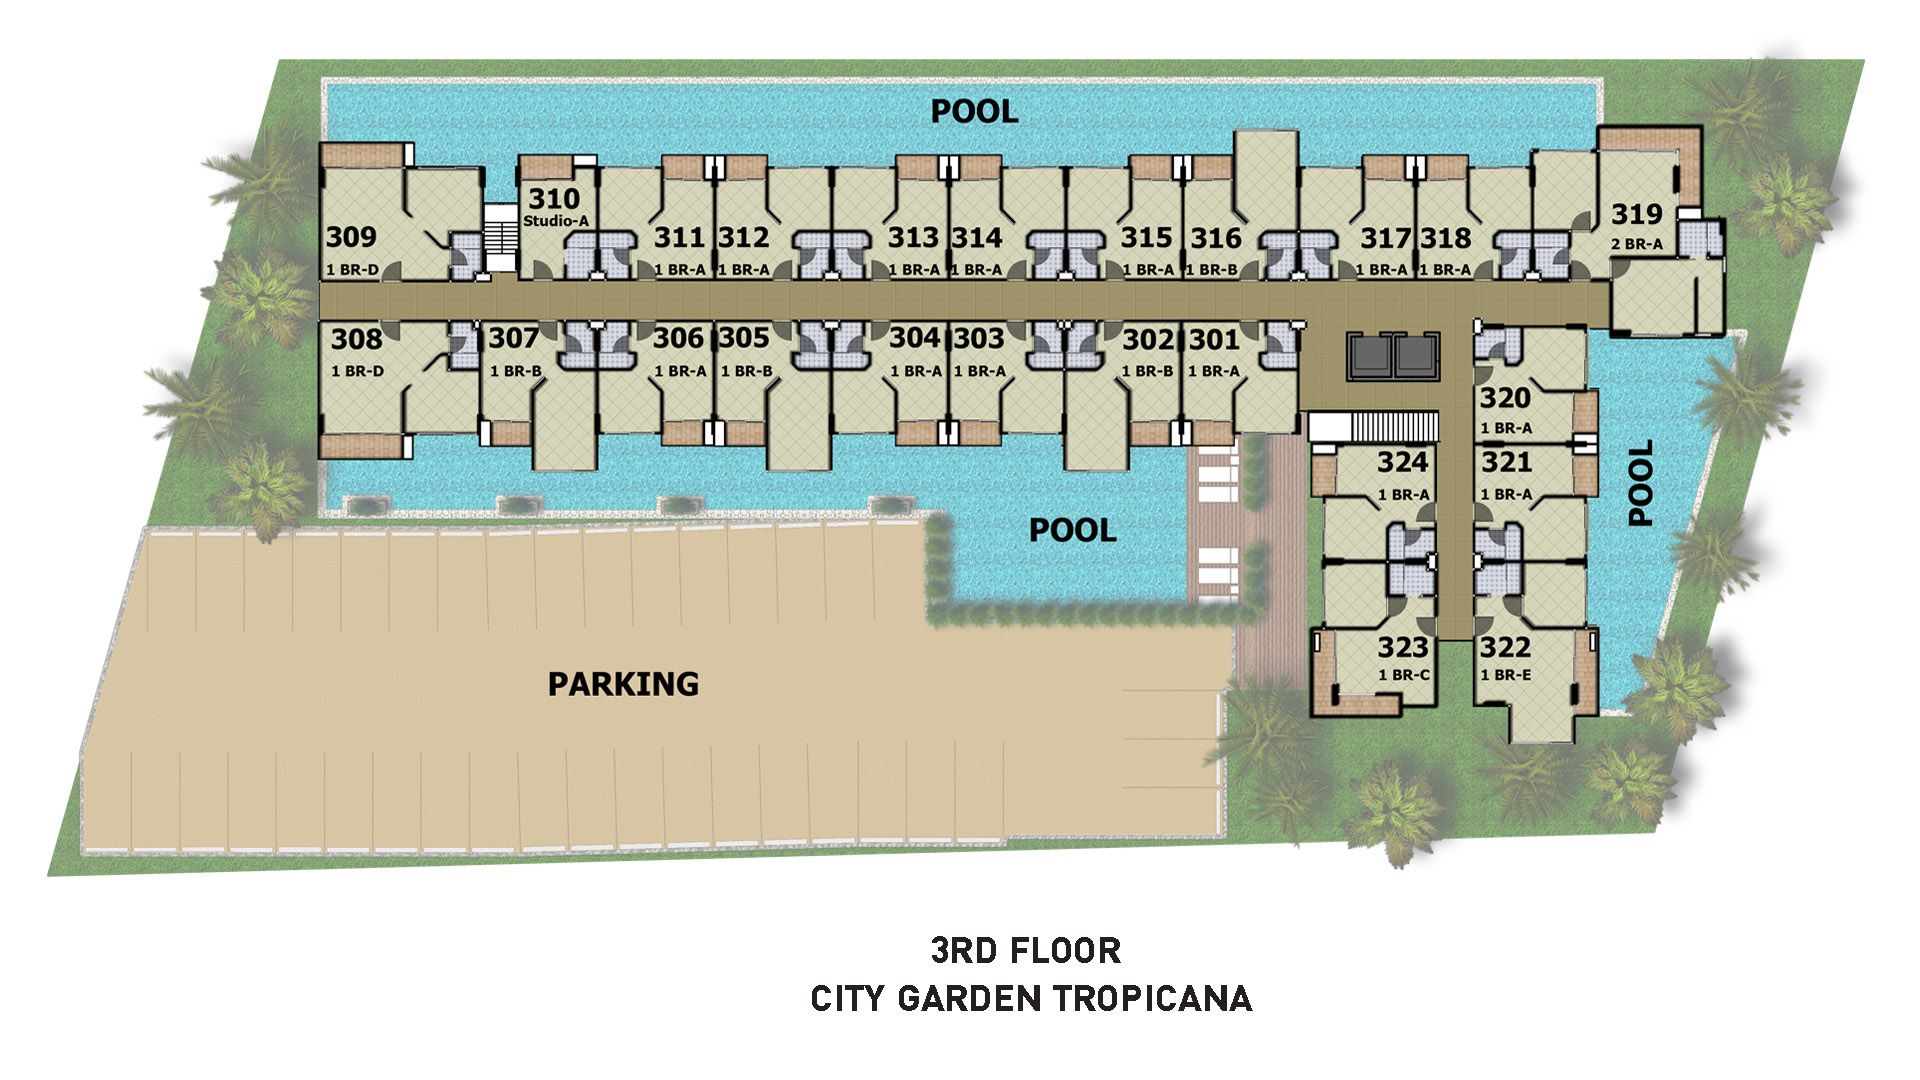 POOL
310
Studio-A
319
2 BR-A
309
1 BR-D
311
1 BR-A
312
1 BR-A
313
1 BR-A
314
1 BR-A
315
1 BR-A
316
1 BR-B
317
1 BR-A
318
1 BR-A
308
1 BR-D
307
1 BR-B
306
1 BR-A
305
1 BR-B
304
1 BR-A
303
1 BR-A
302
1 BR-B
301
1 BR-A
320
1 BR-A
324
1 BR-A
321
1 BR-A
POOL
POOL
323
1 BR-C
322
1 BR-E
PARKING
3RD FLOOR
CITY GARDEN TROPICANA